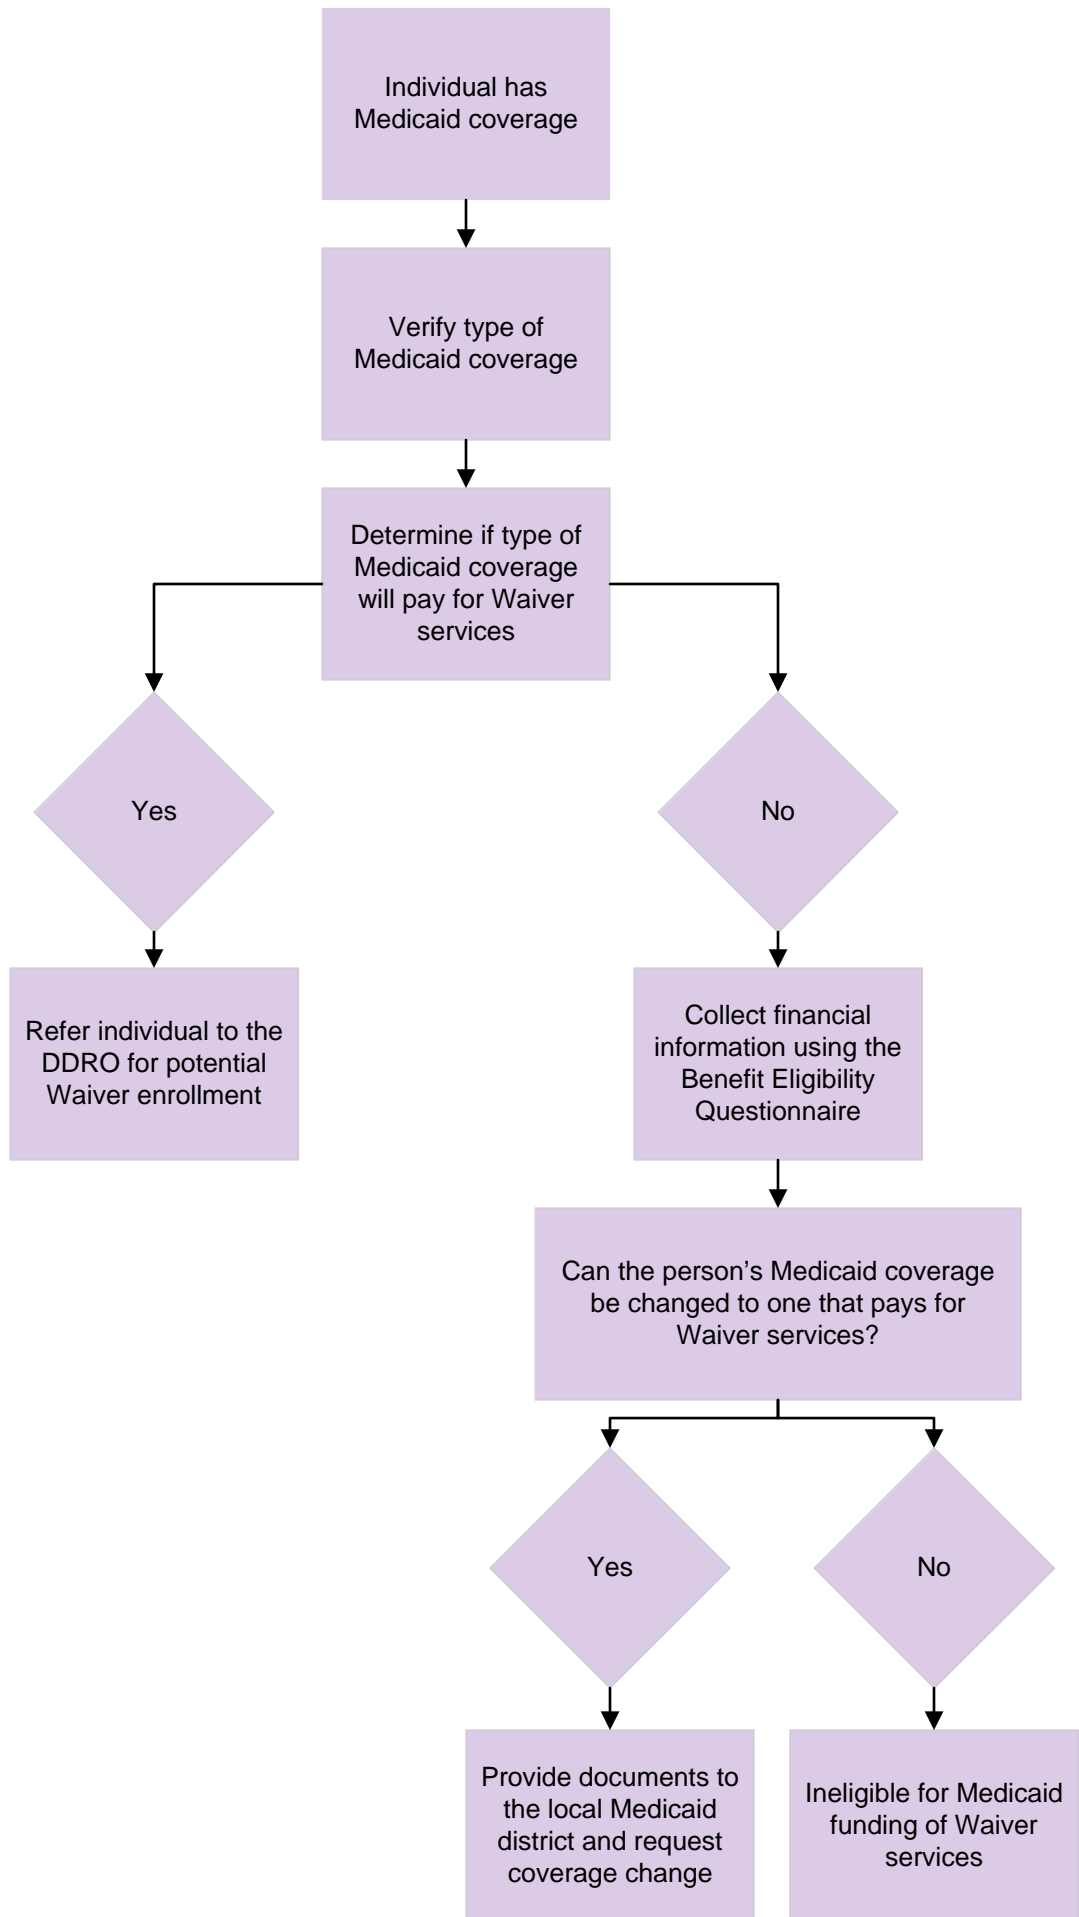 Individual has
Medicaid coverage
Verify type of
Medicaid coverage
Determine if type of
Medicaid coverage
will pay for Waiver
services
Yes
No
Refer individual to the
DDRO for potential
Waiver enrollment
Collect financial
information using the
Benefit Eligibility
Questionnaire
Can the person’s Medicaid coverage
be changed to one that pays for
Waiver services?
Yes
No
Provide documents to
the local Medicaid
district and request
coverage change
Ineligible for Medicaid
funding of Waiver
services